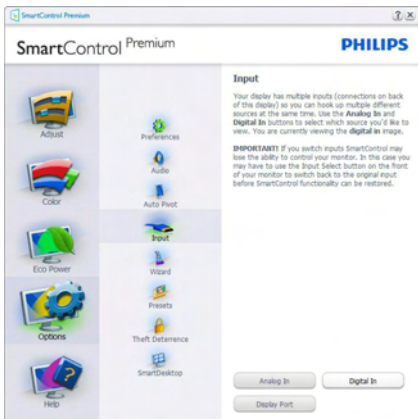 SmartControl Premium
SmartControl Premium
PHILIPS
Adjust
Color
Eco Power
Options
Help
Preferences
Audio
Auto Pivot
Input
Wizard
Presets
Theft Deterrence
SmartDesktop
Input
Your display has multiple inputs (connections on back
of this display) so you can hook up multiple different
sources at the same time. Use the Analog In and
Digital In buttons to select which source you'd like to
view. You are currently viewing the digital in image.
IMPORTANT! If you switch inputs SmartControl may
lose the ability to control your monitor. In this case you
may have to use the Input Select button on the front
of your monitor to switch back to the original input
before SmartControl functionality can be restored.
Analog In
Digital In
Display Port